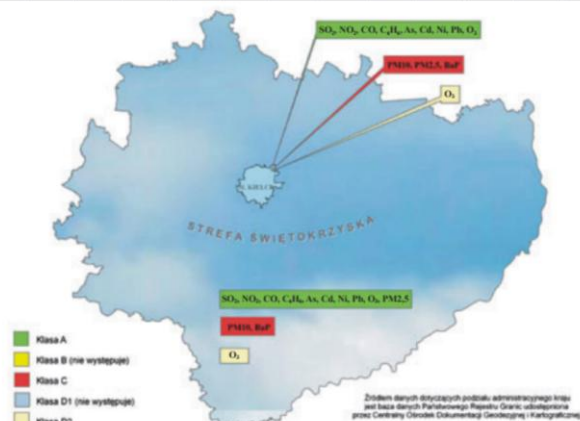 SO₂, NO₂, CO, C₆H₆, As, Cd, Ni, Pb, O₃
PM10, PM2,5, BaP
O₃
KIELCE
STREFA ŚWIĘTOKRZYSKA
SO₂, NO₂, CO, C₆H₆, As, Cd, Ni, Pb, O₃, PM2,5
PM10, BaP
O₃
Klasa A
Klasa B (nie występuje)
Klasa C
Klasa D1 (nie występuje)
Klasa D2
Źródłem danych dotyczących podziału administracyjnego kraju
jest baza danych Państwowego Rejestru Granic udostępniona
przez Centralny Ośrodek Dokumentacji Geodezyjnej i Kartograficznej